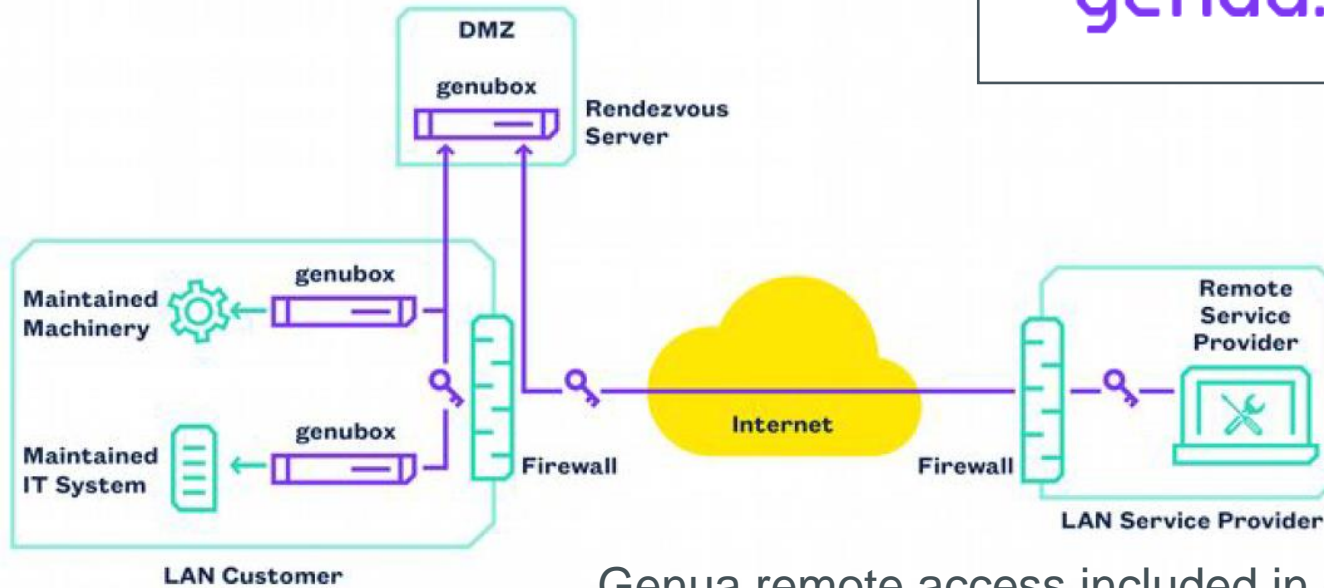 DMZ
genubox
Rendezvous
Server
genubox
Maintained
Machinery
genubox
Maintained
IT System
Firewall
LAN Customer
Internet
Firewall
Remote
Service
Provider
LAN Service Provider
Genua remote access included in